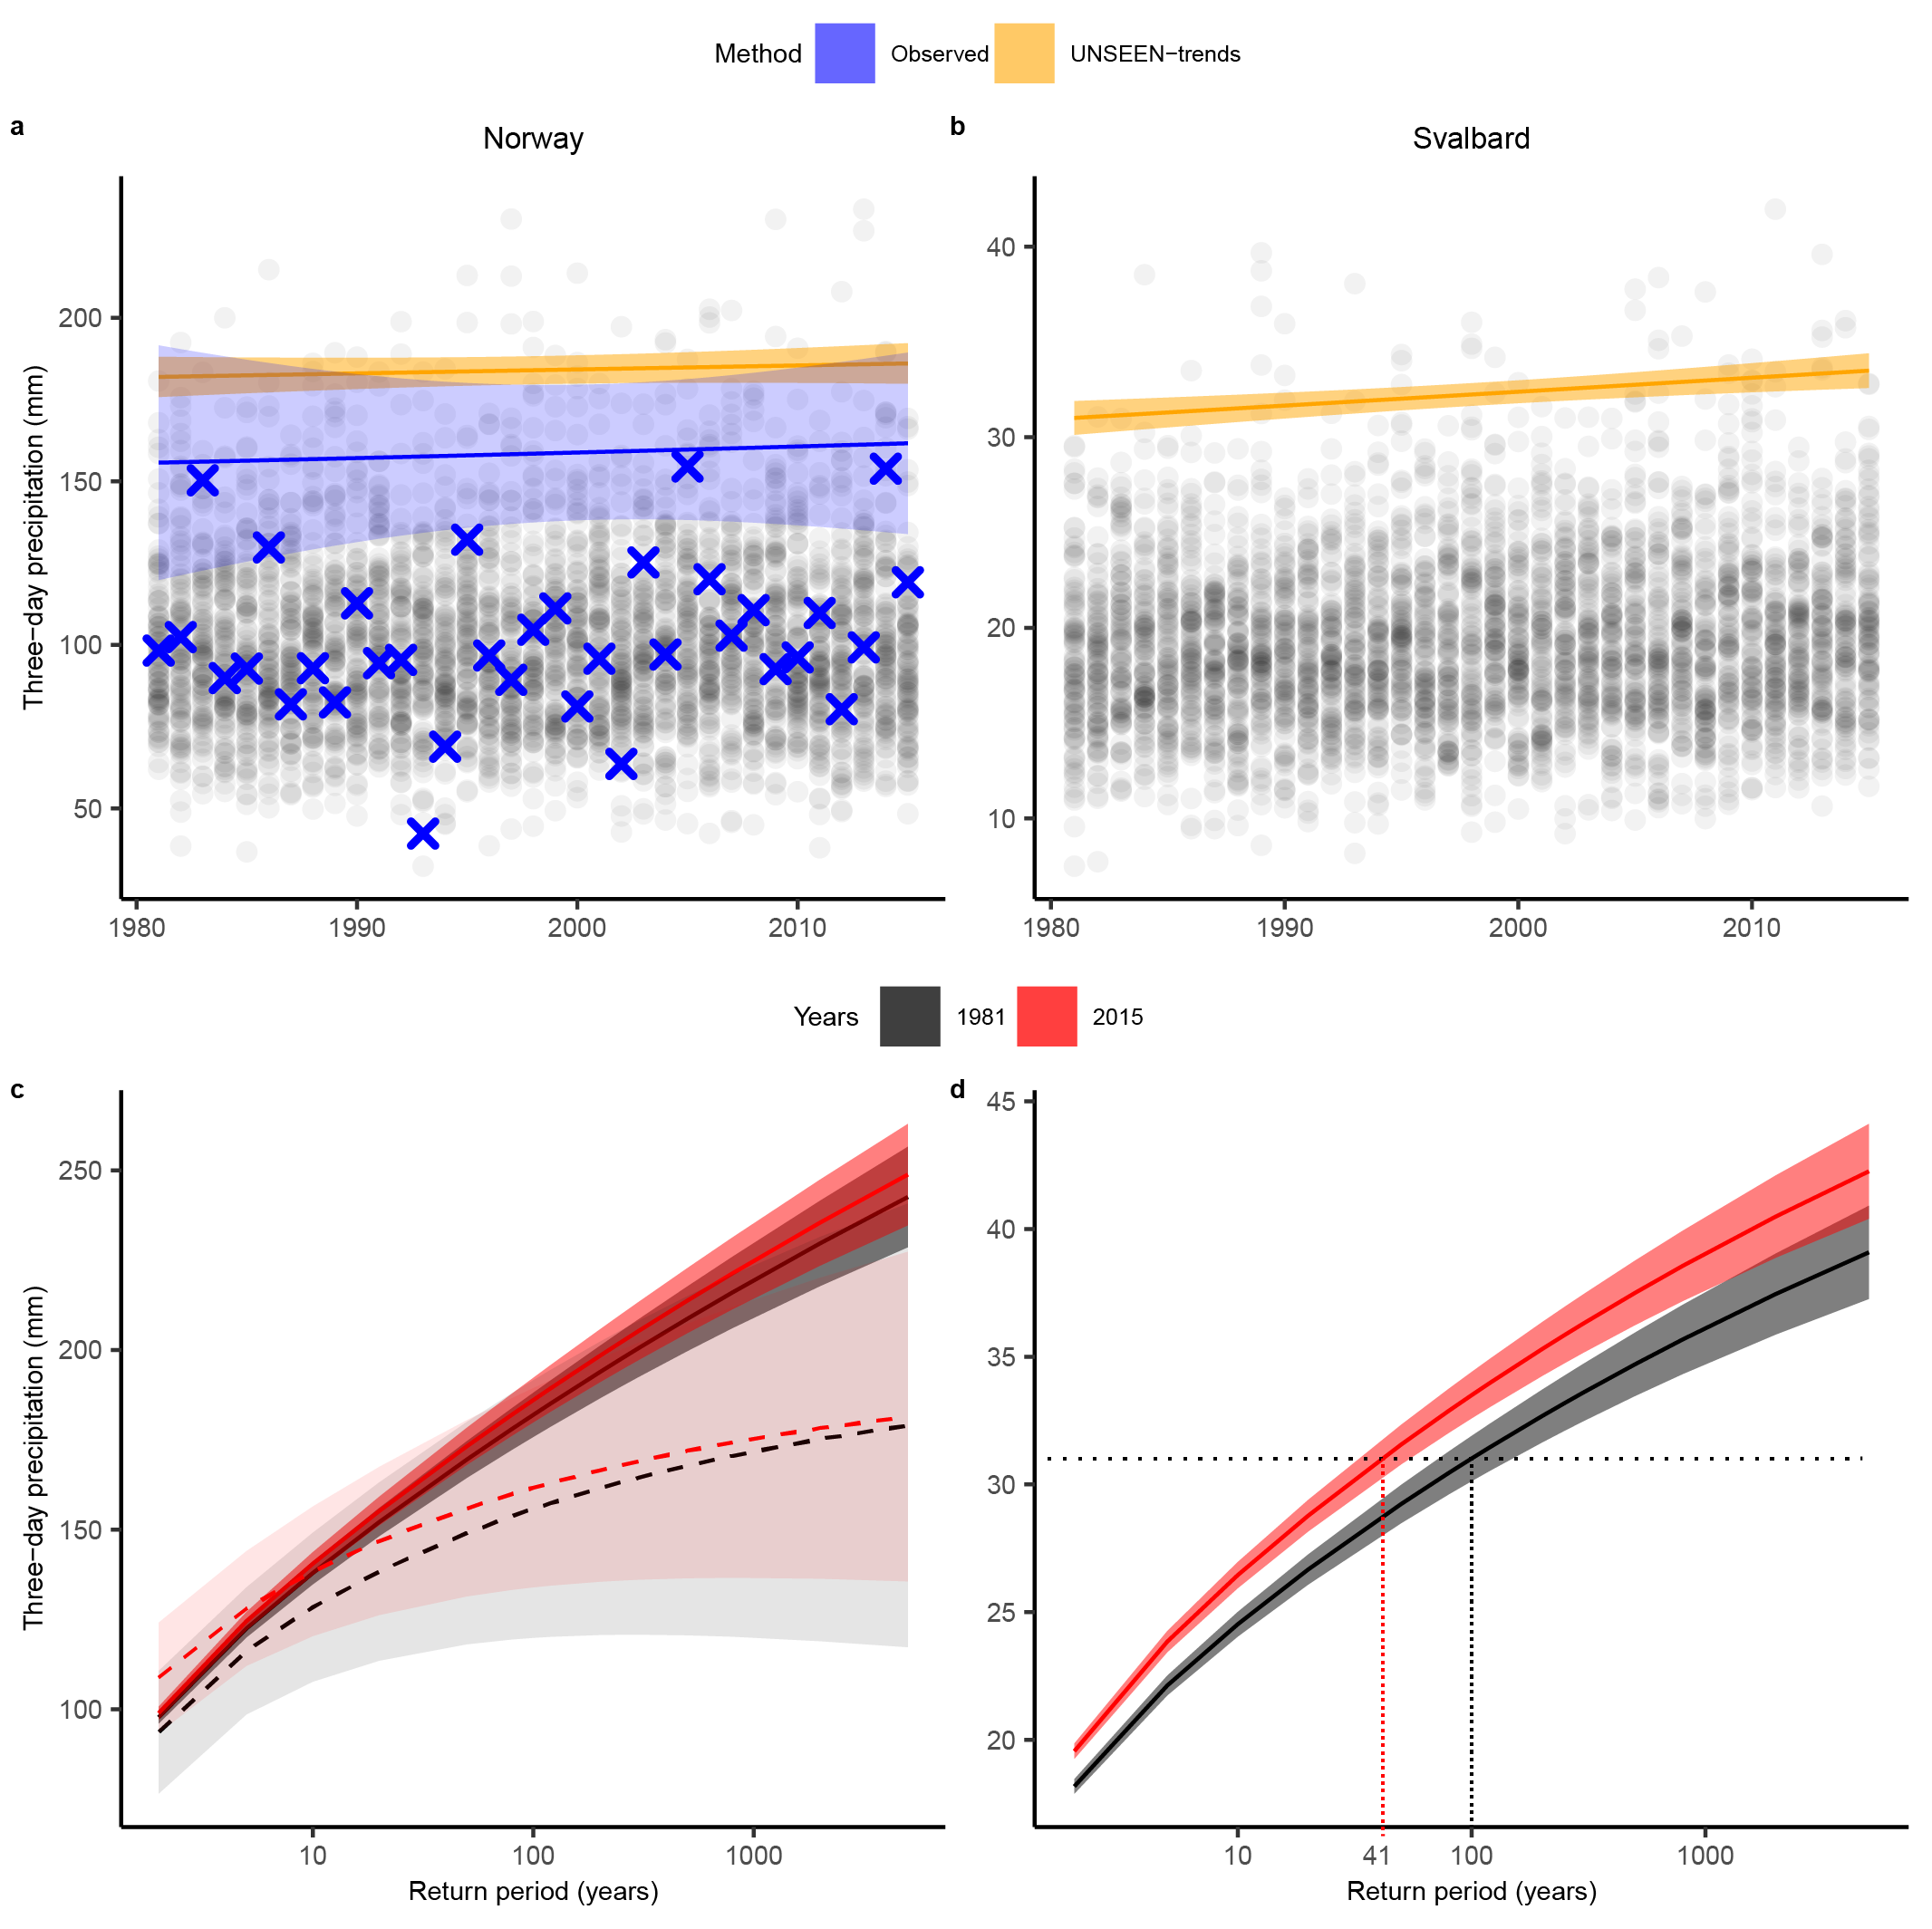 Method Observed UNSEEN−trends
a b
Norway Svalbard
Three−day precipitation (mm)
200
150
100
50
1980 1990 2000 2010
40
30
20
10
1980 1990 2000 2010
Years 1981 2015
c d
Three−day precipitation (mm)
250
200
150
100
10 100 1000
Return period (years)
45
40
35
30
25
20
10 41 100 1000
Return period (years)